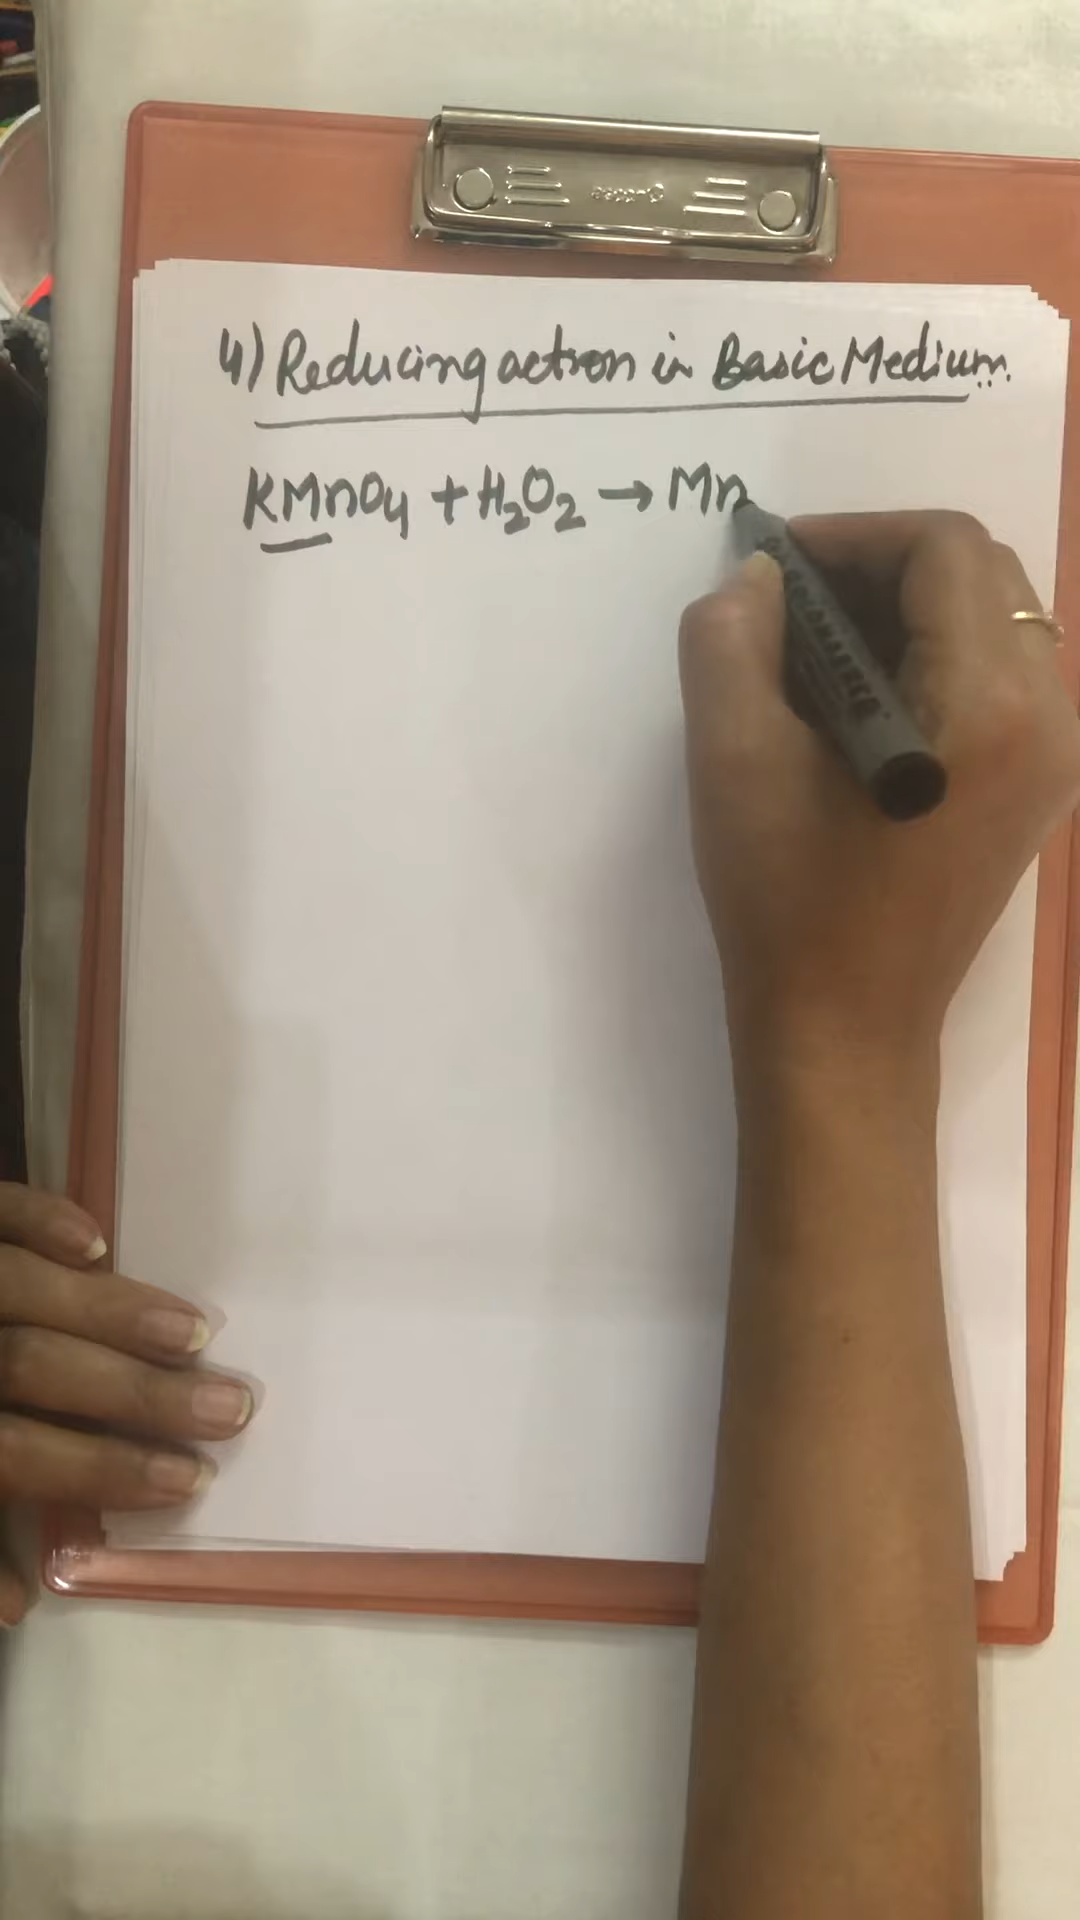 4) Reducing action in Basic Medium...
KMnO4 + H2O2 → Mn